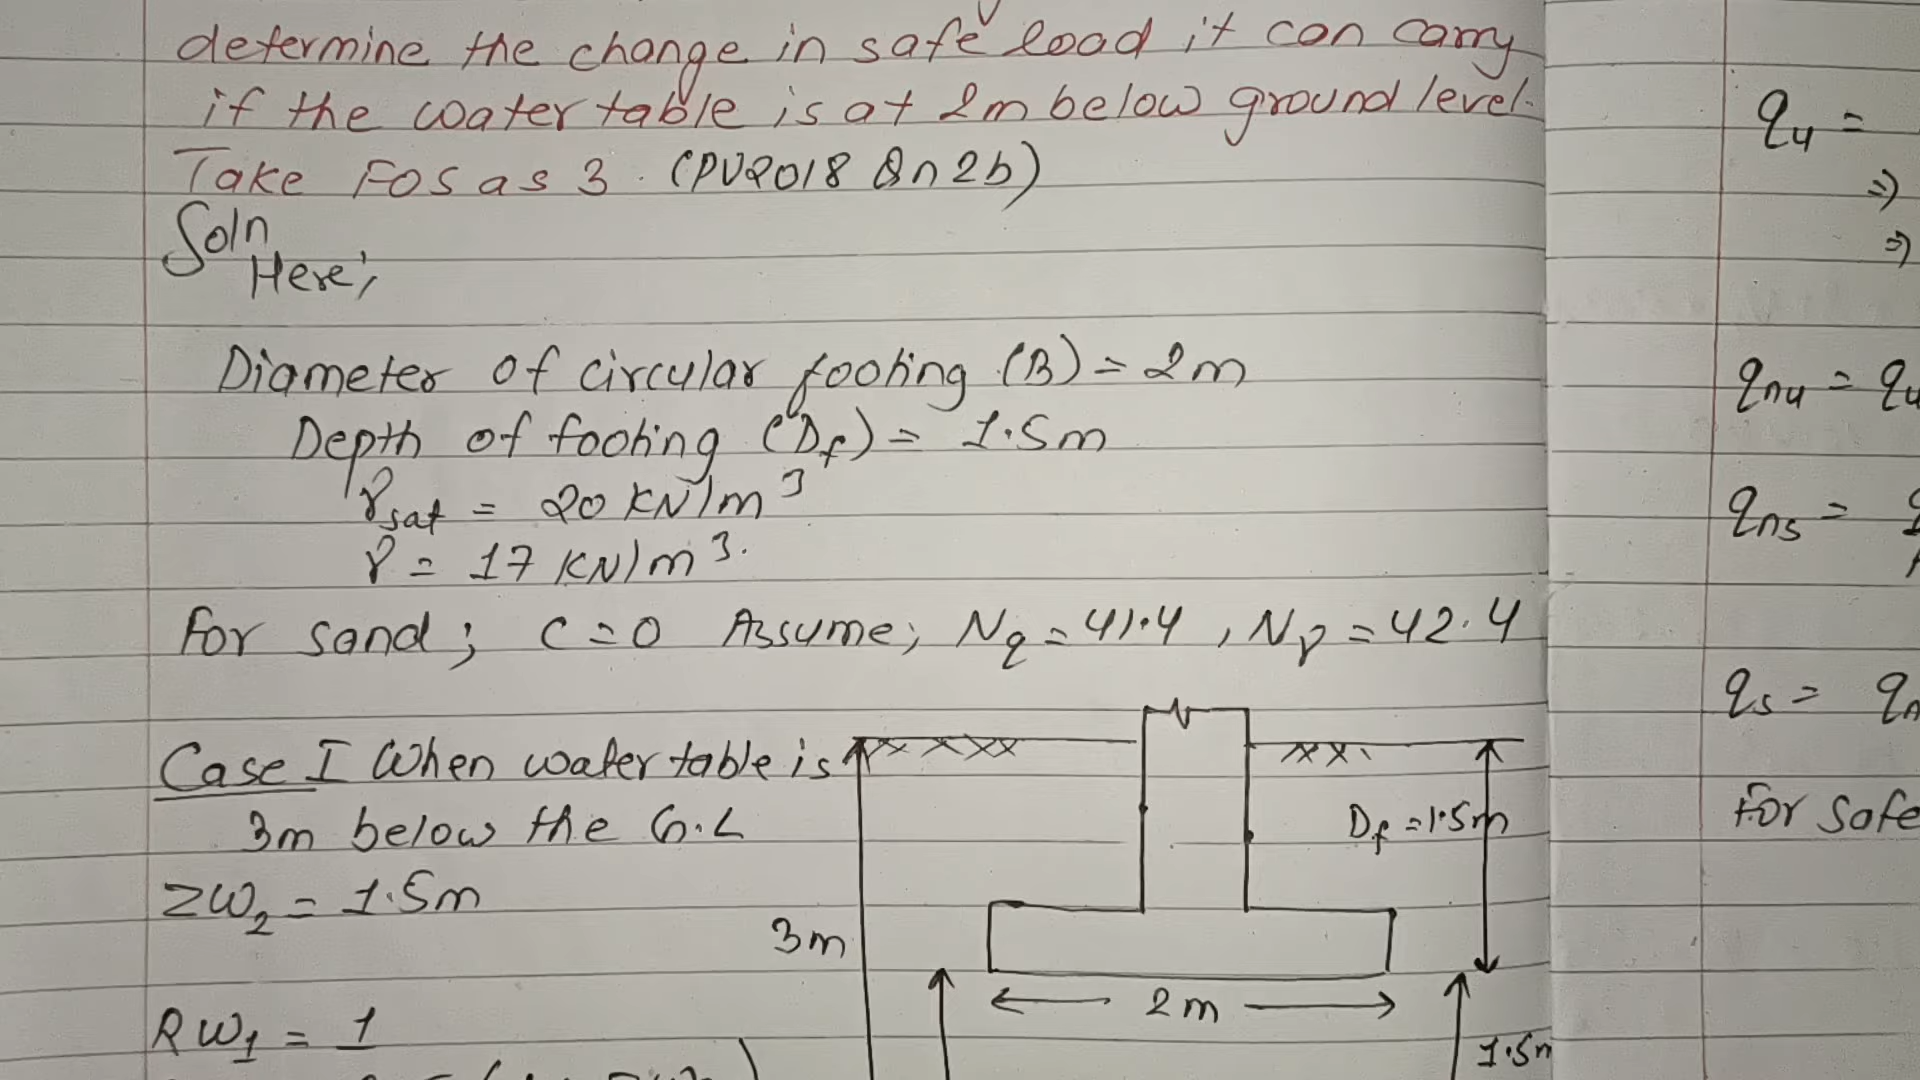 determine the change in safe load it can carry
if the water table is at 2m below ground level.
Take FOS as 3. (PU2018 Qn2b)
Soln
Here,
Diameter of circular footing (B) = 2m
Depth of footing (Df) = 1.5m
γsat = 20 KN/m³
γ = 17 KN/m³.
For sand; C=0 Assume; Nq = 41.4, Nγ = 42.4
Case I When water table is
3m below the G.L
ZW₂ = 1.5m
RW₁ = 1
Df = 1.5m
3m
2m
1.5m
qu =
⇒
⇒
qnu = qu
qns =
qs =
For safe